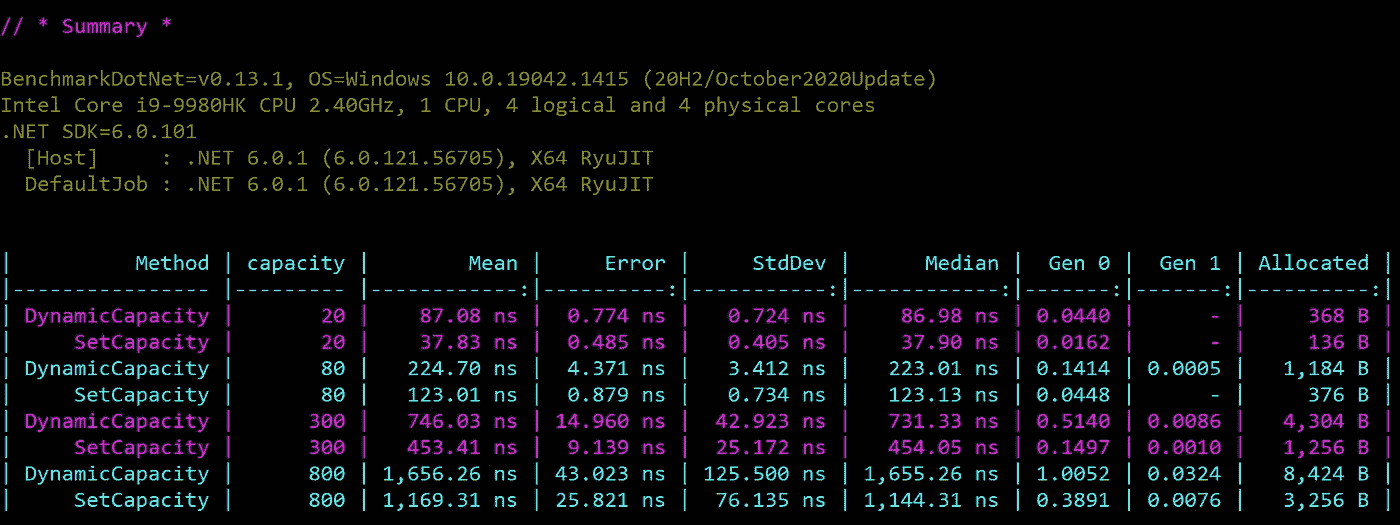 // * Summary *
BenchmarkDotNet=v0.13.1, OS=Windows 10.0.19042.1415 (20H2/October2020Update)
Intel Core i9-9980HK CPU 2.40GHz, 1 CPU, 4 logical and 4 physical cores
.NET SDK=6.0.101
  [Host]     : .NET 6.0.1 (6.0.121.56705), X64 RyuJIT
  DefaultJob : .NET 6.0.1 (6.0.121.56705), X64 RyuJIT
|          Method | capacity |        Mean |     Error |     StdDev |      Median |  Gen 0 |  Gen 1 | Allocated |
|---------------- |--------- |------------:|----------:|-----------:|------------:|-------:|-------:|----------:|
| DynamicCapacity |       20 |    87.08 ns |  0.774 ns |   0.724 ns |    86.98 ns | 0.0440 |      - |     368 B |
|     SetCapacity |       20 |    37.83 ns |  0.485 ns |   0.405 ns |    37.90 ns | 0.0162 |      - |     136 B |
| DynamicCapacity |       80 |   224.70 ns |  4.371 ns |   3.412 ns |   223.01 ns | 0.1414 | 0.0005 |   1,184 B |
|     SetCapacity |       80 |   123.01 ns |  0.879 ns |   0.734 ns |   123.13 ns | 0.0448 |      - |     376 B |
| DynamicCapacity |      300 |   746.03 ns | 14.960 ns |  42.923 ns |   731.33 ns | 0.5140 | 0.0086 |   4,304 B |
|     SetCapacity |      300 |   453.41 ns |  9.139 ns |  25.172 ns |   454.05 ns | 0.1497 | 0.0010 |   1,256 B |
| DynamicCapacity |      800 | 1,656.26 ns | 43.023 ns | 125.500 ns | 1,655.26 ns | 1.0052 | 0.0324 |   8,424 B |
|     SetCapacity |      800 | 1,169.31 ns | 25.821 ns |  76.135 ns | 1,144.31 ns | 0.3891 | 0.0076 |   3,256 B |